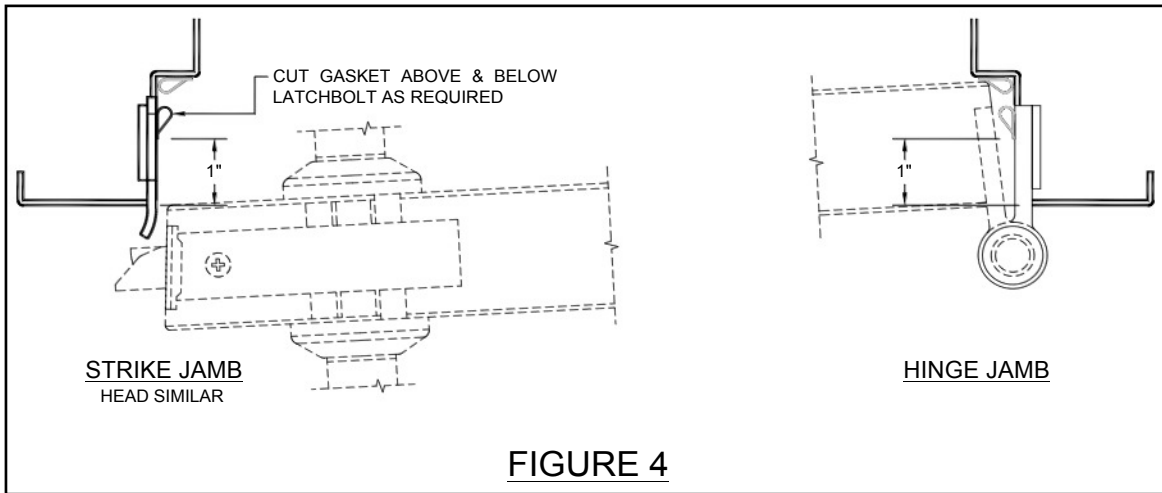 CUT GASKET ABOVE & BELOW
LATCHBOLT AS REQUIRED
1"
1"
STRIKE JAMB
HEAD SIMILAR
HINGE JAMB
FIGURE 4